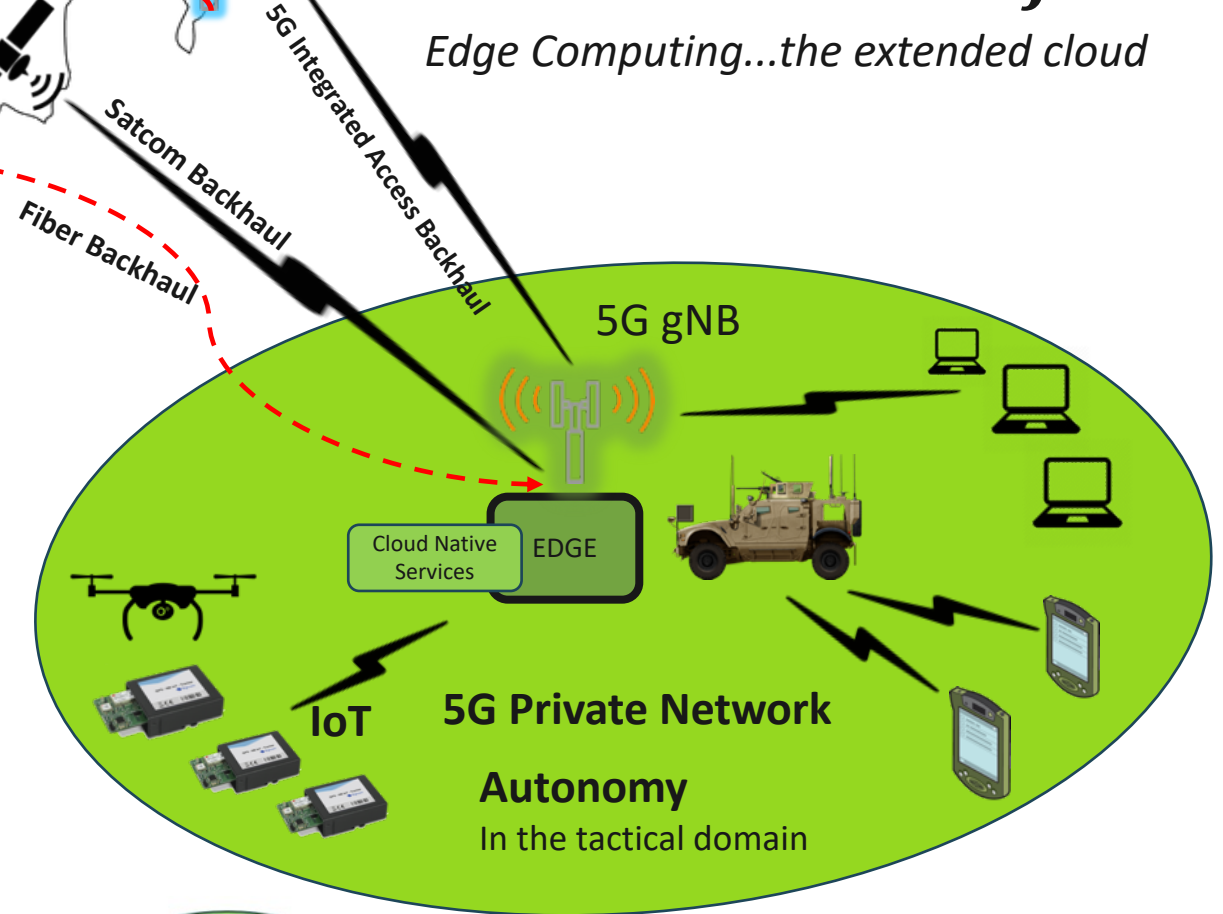 Edge Computing...the extended cloud
5G Integrated Access Backhaul
Satcom Backhaul
Fiber Backhaul
5G gNB
Cloud Native
Services
EDGE
IoT
5G Private Network
Autonomy
In the tactical domain